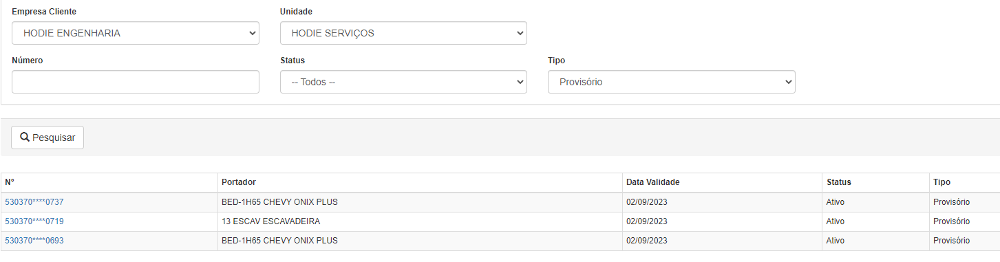 Empresa Cliente Unidade
HODIE ENGENHARIA HODIE SERVIÇOS
Número Status Tipo
-- Todos -- Provisório
Pesquisar
Nº Portador Data Validade Status Tipo
530370****0737 BED-1H65 CHEVY ONIX PLUS 02/09/2023 Ativo Provisório
530370****0719 13 ESCAV ESCAVADEIRA 02/09/2023 Ativo Provisório
530370****0693 BED-1H65 CHEVY ONIX PLUS 02/09/2023 Ativo Provisório